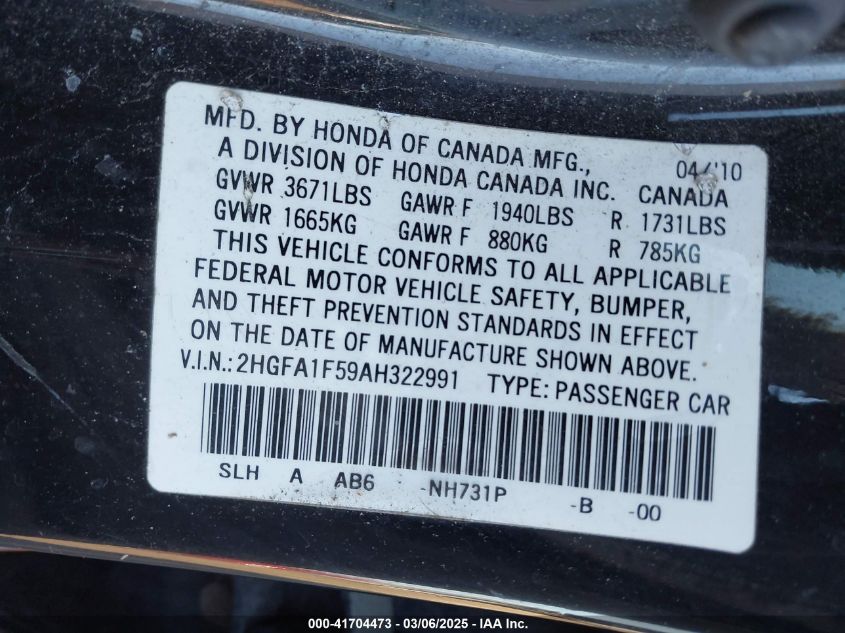 MFD. BY HONDA OF CANADA MFG., 04/'10
A DIVISION OF HONDA CANADA INC. CANADA
GVWR 3671LBS GAWR F 1940LBS R 1731LBS
GVWR 1665KG GAWR F 880KG R 785KG
THIS VEHICLE CONFORMS TO ALL APPLICABLE
FEDERAL MOTOR VEHICLE SAFETY, BUMPER,
AND THEFT PREVENTION STANDARDS IN EFFECT
ON THE DATE OF MANUFACTURE SHOWN ABOVE.
V.I.N.: 2HGFA1F59AH322991 TYPE: PASSENGER CAR
SLH A AB6 -NH731P -B -00
000-41704473 - 03/06/2025 - IAA Inc.